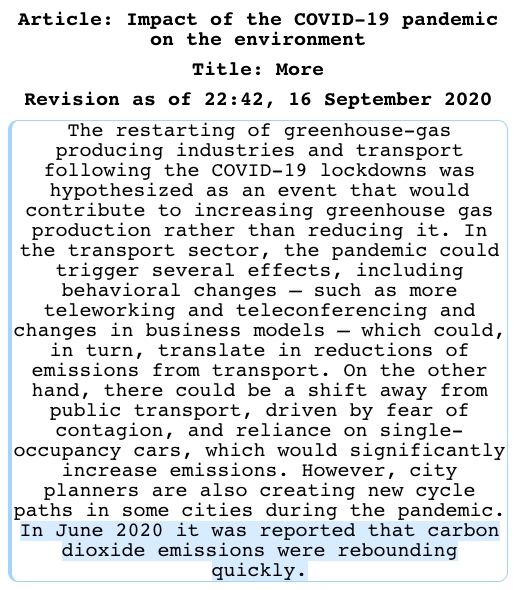 Article: Impact of the COVID-19 pandemic
on the environment
Title: More
Revision as of 22:42, 16 September 2020
The restarting of greenhouse-gas
producing industries and transport
following the COVID-19 lockdowns was
hypothesized as an event that would
contribute to increasing greenhouse gas
production rather than reducing it. In
the transport sector, the pandemic could
trigger several effects, including
behavioral changes – such as more
teleworking and teleconferencing and
changes in business models – which could,
in turn, translate in reductions of
emissions from transport. On the other
hand, there could be a shift away from
public transport, driven by fear of
contagion, and reliance on single-
occupancy cars, which would significantly
increase emissions. However, city
planners are also creating new cycle
paths in some cities during the pandemic.
In June 2020 it was reported that carbon
dioxide emissions were rebounding
quickly.